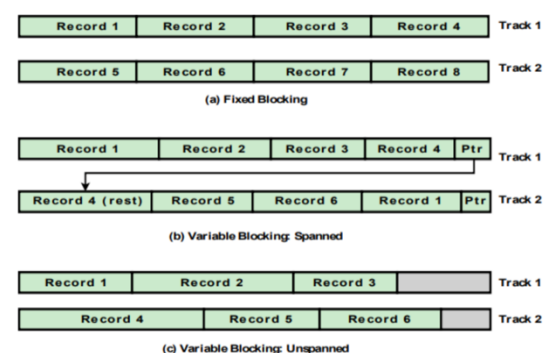 Record 1 Record 2 Record 3 Record 4 Track 1
Record 5 Record 6 Record 7 Record 8 Track 2
(a) Fixed Blocking
Record 1 Record 2 Record 3 Record 4 Ptr Track 1
Record 4 (rest) Record 5 Record 6 Record 1 Ptr Track 2
(b) Variable Blocking: Spanned
Record 1 Record 2 Record 3 Track 1
Record 4 Record 5 Record 6 Track 2
(c) Variable Blocking: Unspanned